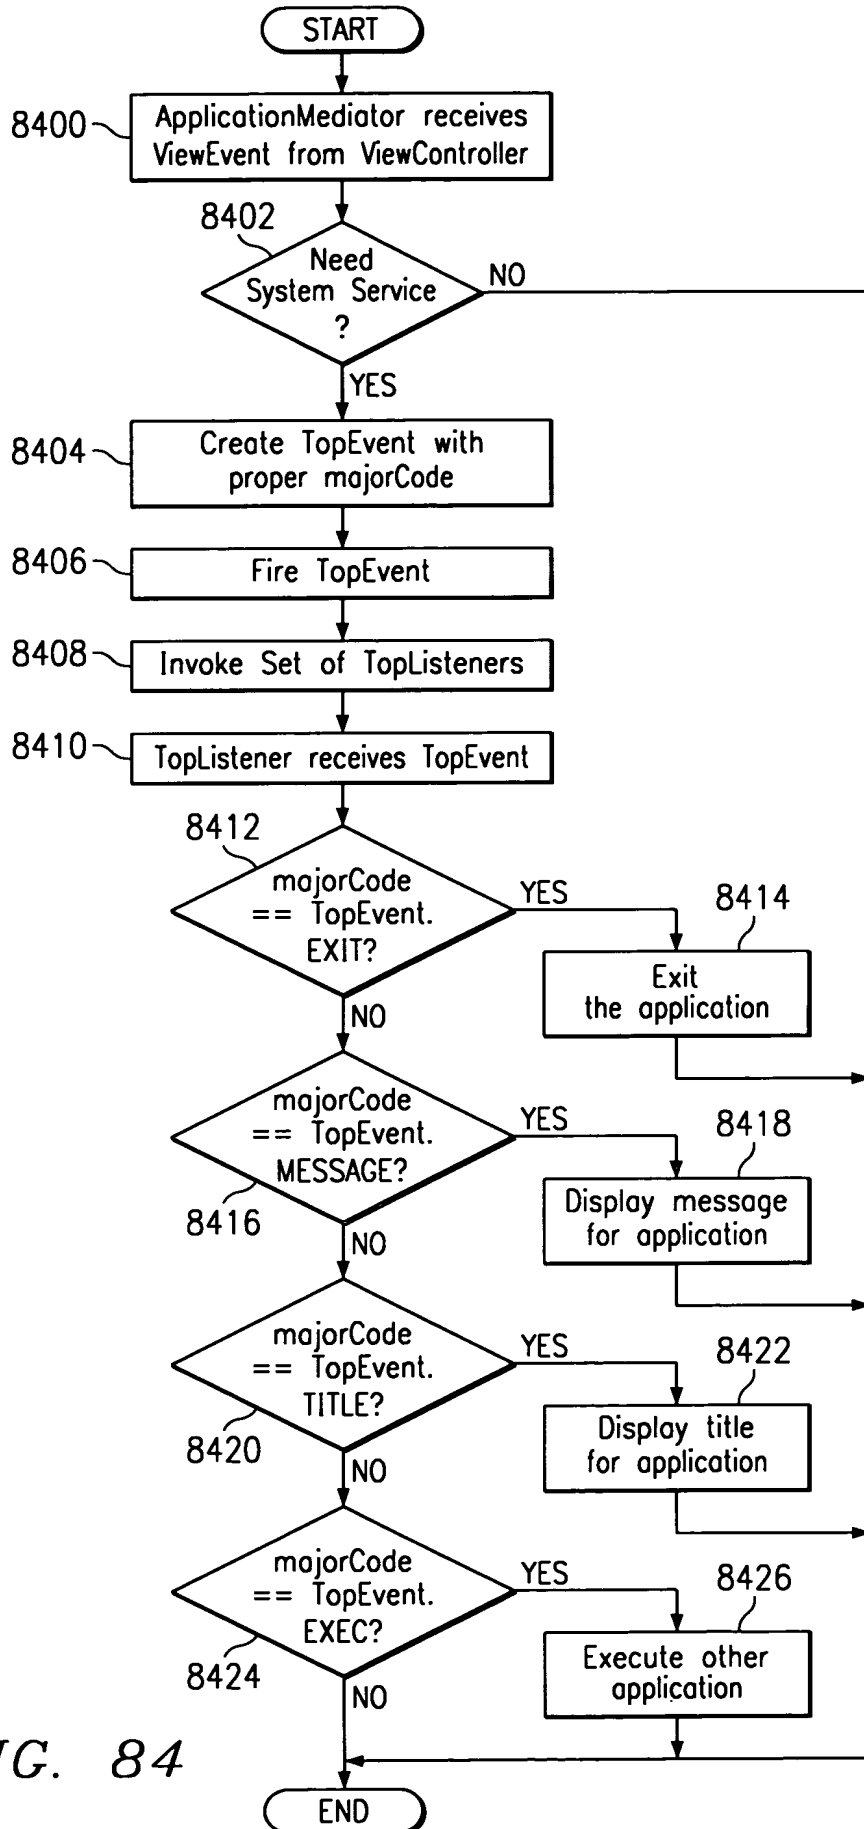 START
8400
ApplicationMediator receives
ViewEvent from ViewController
8402
Need
System Service
?
NO
YES
8404
Create TopEvent with
proper majorCode
8406
Fire TopEvent
8408
Invoke Set of TopListeners
8410
TopListener receives TopEvent
8412
majorCode
== TopEvent.
EXIT?
YES
8414
Exit
the application
NO
majorCode
== TopEvent.
MESSAGE?
8416
YES
8418
Display message
for application
NO
majorCode
== TopEvent.
TITLE?
8420
YES
8422
Display title
for application
NO
majorCode
== TopEvent.
EXEC?
8424
YES
8426
Execute other
application
NO
IG. 84
END